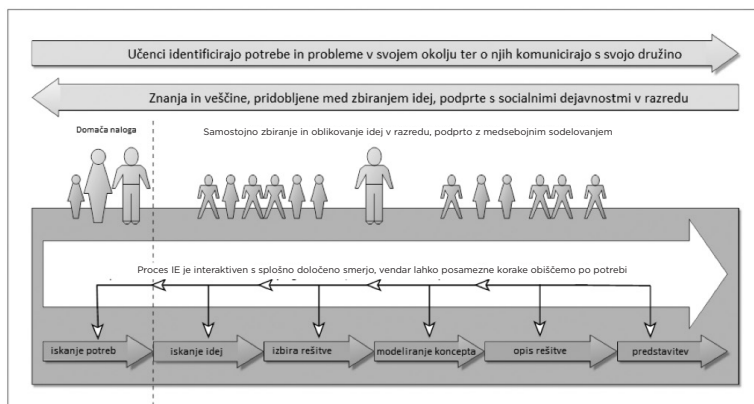 Učenci identificirajo potrebe in probleme v svojem okolju ter o njih komunicirajo s svojo družino
Znanja in veščine, pridobljene med zbiranjem idej, podprte s socialnimi dejavnostmi v razredu
Domača naloga
Samostojno zbiranje in oblikovanje idej v razredu, podprto z medsebojnim sodelovanjem
Proces IE je interaktiven s splošno določeno smerjo, vendar lahko posamezne korake obiščemo po potrebi
iskanje potreb
iskanje idej
izbira rešitve
modeliranje koncepta
opis rešitve
predstavitev